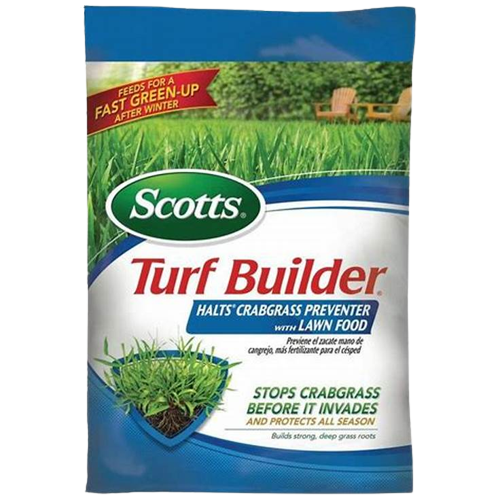 FEEDS FOR A
FAST GREEN-UP
AFTER WINTER
Scotts®
Turf Builder®
HALTS® CRABGRASS PREVENTER
WITH LAWN FOOD
Previene el zacate mano de
cangrejo, más fertilizante para el césped
STOPS CRABGRASS
BEFORE IT INVADES
AND PROTECTS ALL SEASON
Builds strong, deep grass roots